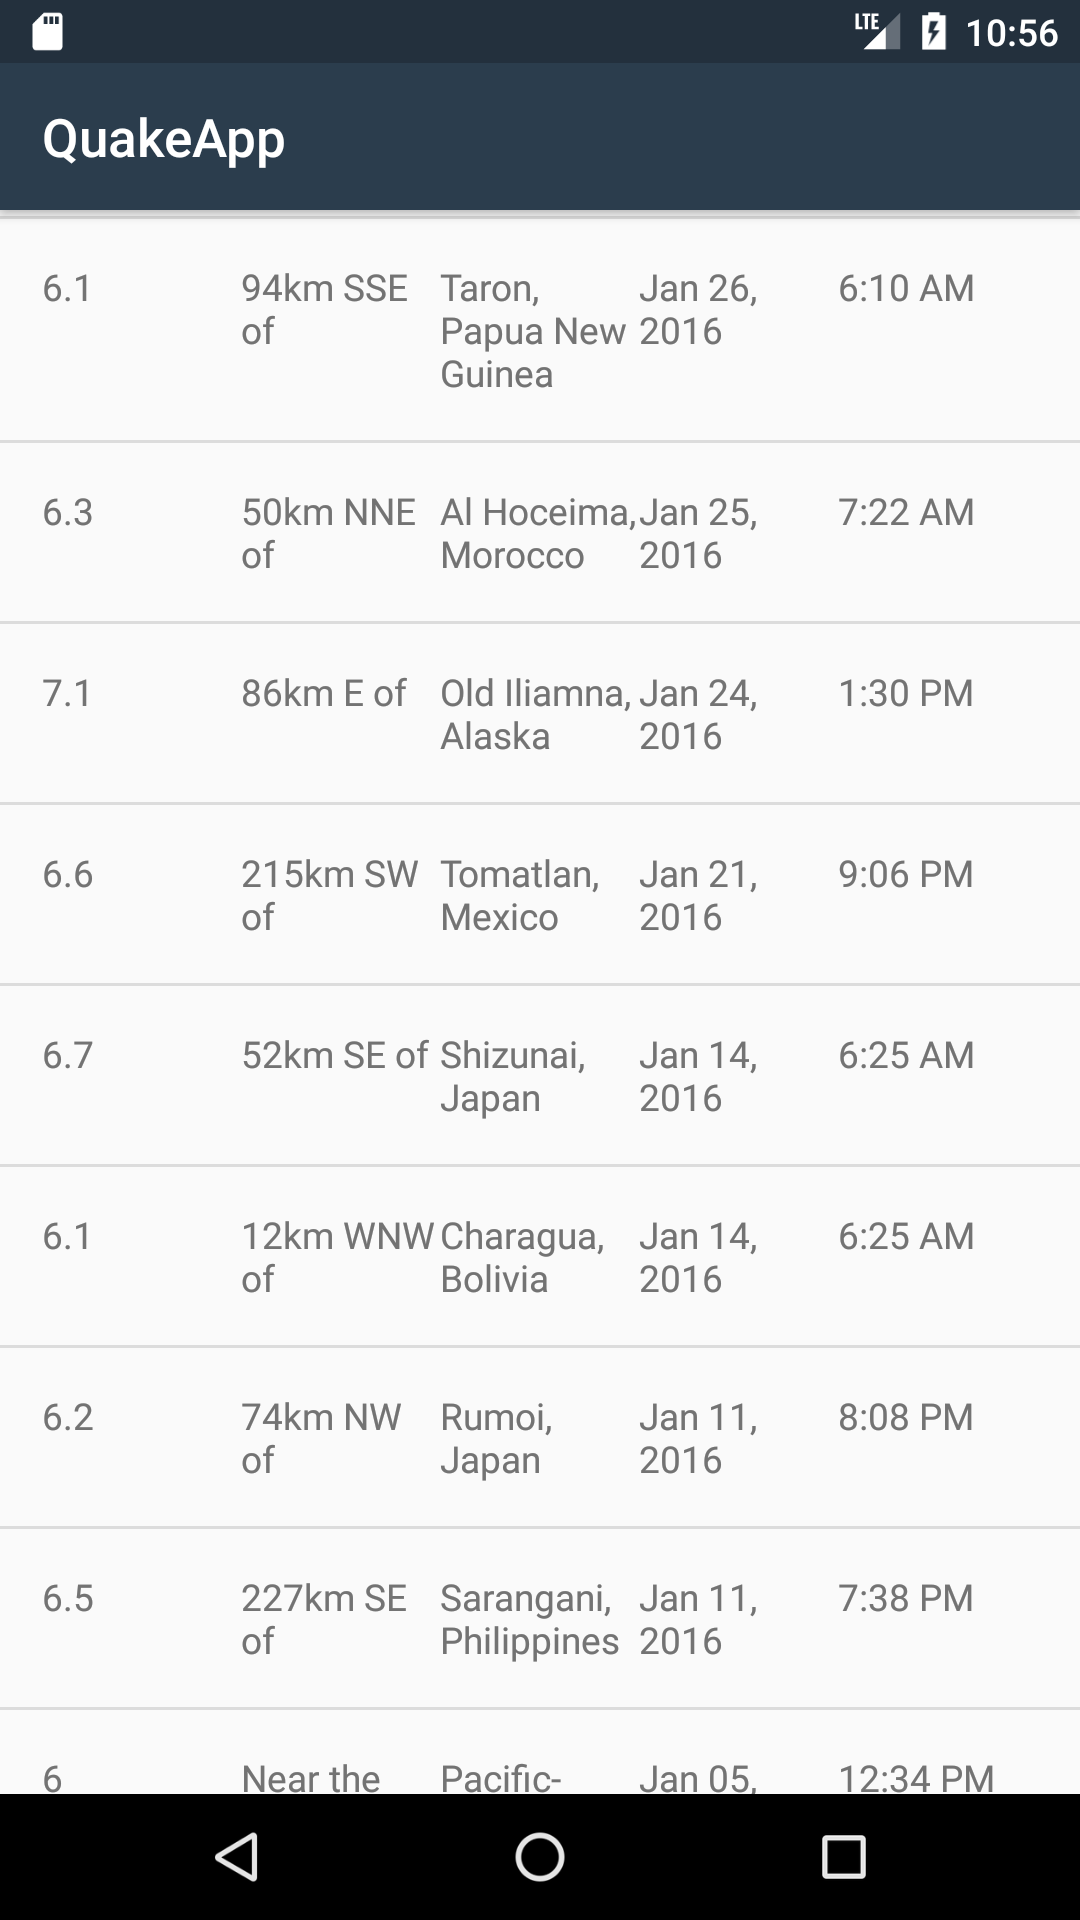 LTE 10:56
QuakeApp
6.1 94km SSE Taron, Jan 26, 6:10 AM
of Papua New 2016
Guinea
6.3 50km NNE Al Hoceima, Jan 25, 7:22 AM
of Morocco 2016
7.1 86km E of Old Iliamna, Jan 24, 1:30 PM
Alaska 2016
6.6 215km SW Tomatlan, Jan 21, 9:06 PM
of Mexico 2016
6.7 52km SE of Shizunai, Jan 14, 6:25 AM
Japan 2016
6.1 12km WNW Charagua, Jan 14, 6:25 AM
of Bolivia 2016
6.2 74km NW Rumoi, Jan 11, 8:08 PM
of Japan 2016
6.5 227km SE Sarangani, Jan 11, 7:38 PM
of Philippines 2016
6 Near the Pacific- Jan 05, 12:34 PM